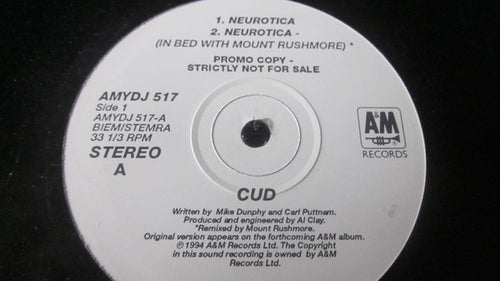 1. NEUROTICA
2. NEUROTICA -
(IN BED WITH MOUNT RUSHMORE) *
PROMO COPY -
STRICTLY NOT FOR SALE
AMYDJ 517
Side 1
AMYDJ 517-A
BIEM/STEMRA
33 1/3 RPM
STEREO
A
A&M
RECORDS
CUD
Written by Mike Dunphy and Carl Puttnam.
Produced and engineered by Al Clay.
*Remixed by Mount Rushmore.
Original version appears on the forthcoming A&M album.
℗ 1994 A&M Records Ltd. The Copyright
in this sound recording is owned by A&M
Records Ltd.